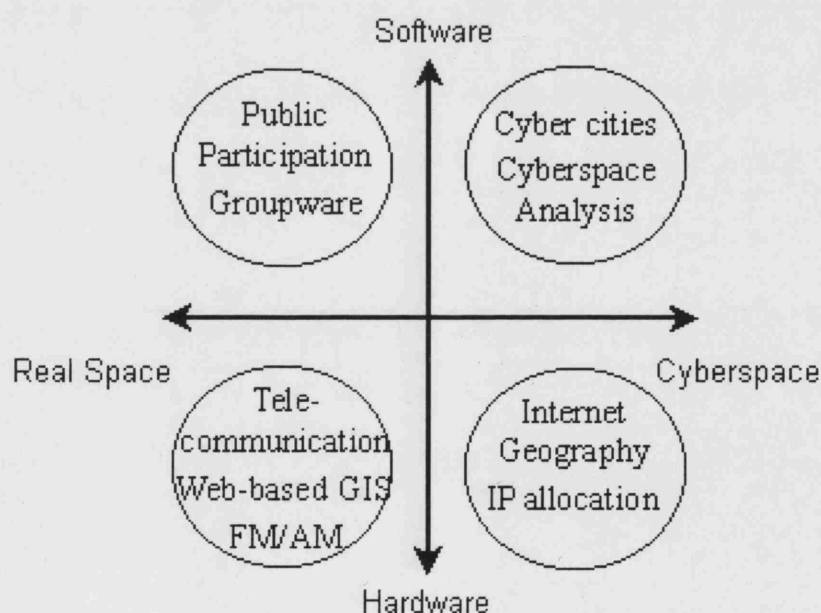 Software
Public
Participation
Groupware
Cyber cities
Cyberspace
Analysis
Real Space
Cyberspace
Tele-
communication
Web-based GIS
FM/AM
Internet
Geography
IP allocation
Hardware